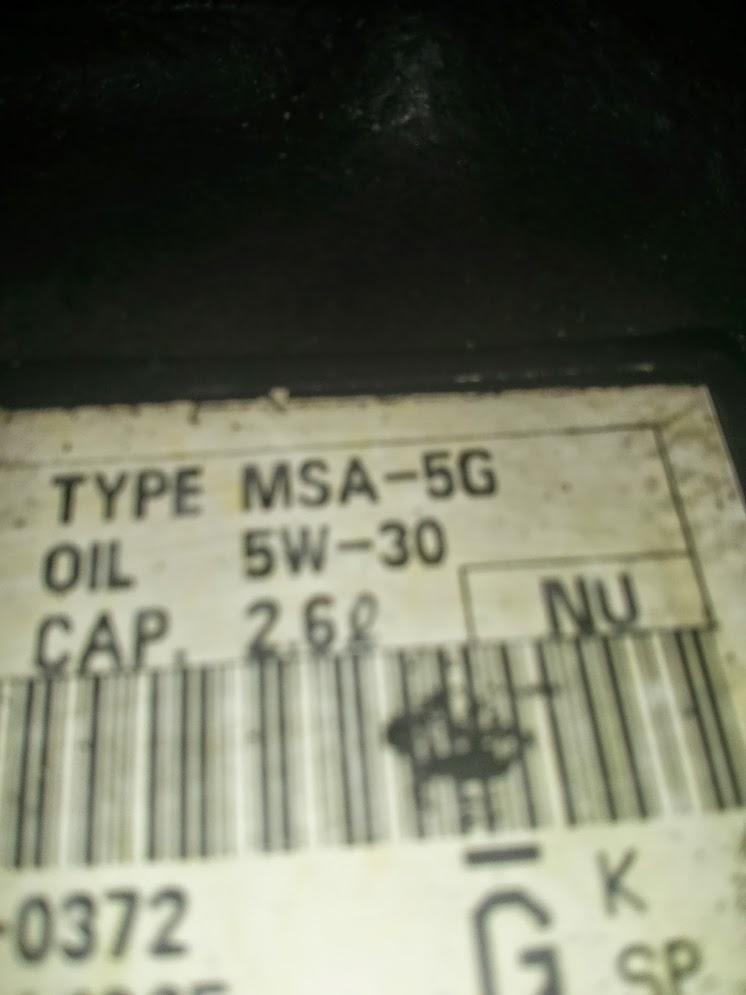 TYPE MSA-5G
OIL 5W-30
CAP. 2.6ℓ
NU
-0372
G K
SP